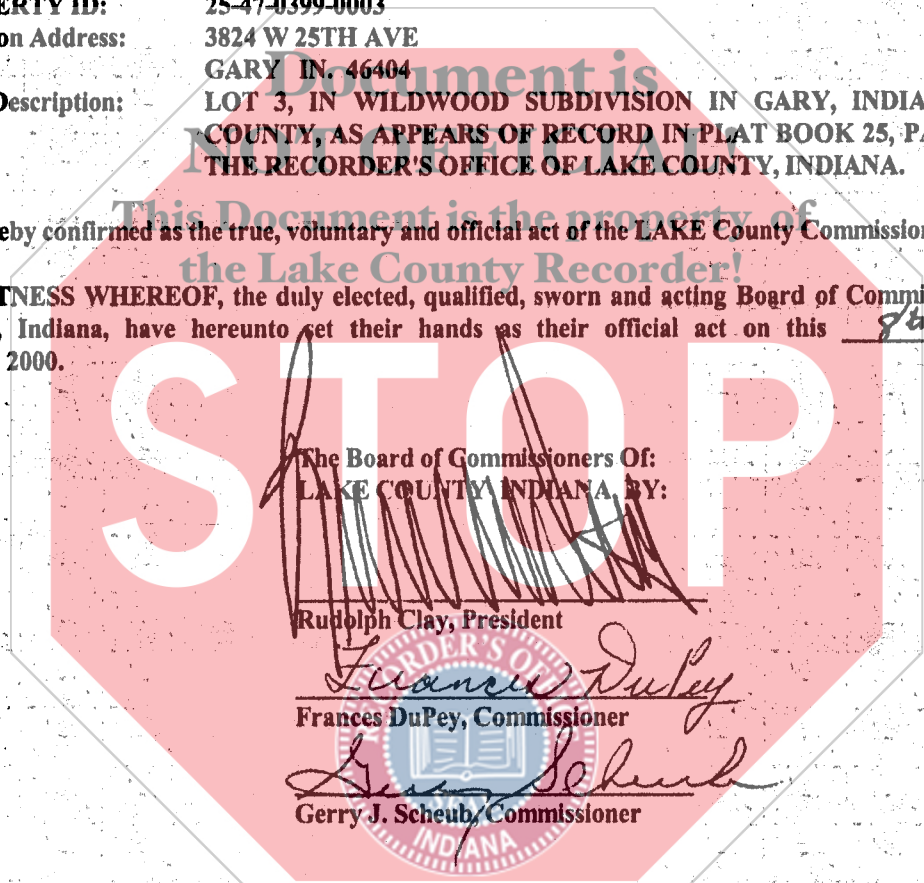 ERTY ID: 25-47-0399-0003
on Address: 3824 W 25TH AVE
GARY IN. 46404
Description: LOT 3, IN WILDWOOD SUBDIVISION IN GARY, INDIA
COUNTY, AS APPEARS OF RECORD IN PLAT BOOK 25, PA
THE RECORDER'S OFFICE OF LAKE COUNTY, INDIANA.
Document is
NOT OFFICIAL
This Document is the property of
the Lake County Recorder!
eby confirmed as the true, voluntary and official act of the LAKE County Commission
TNESS WHEREOF, the duly elected, qualified, sworn and acting Board of Commi
, Indiana, have hereunto set their hands as their official act on this 8th
2000.
STOP
The Board of Commissioners Of:
LAKE COUNTY INDIANA, BY:
Rudolph Clay, President
Frances DuPey
Frances DuPey, Commissioner
Gerry Scheub
Gerry J. Scheub, Commissioner
RECORDER'S OFFICE
SEAL
INDIANA